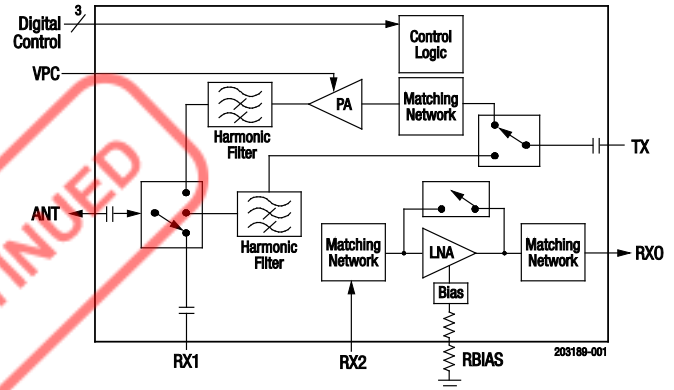 3
Digital
Control
Control
Logic
VPC
PA
Matching
Network
Harmonic
Filter
TX
ANT
Harmonic
Filter
Matching
Network
LNA
Matching
Network
RXO
Bias
203189-001
RX1
RX2
RBIAS
TINUED